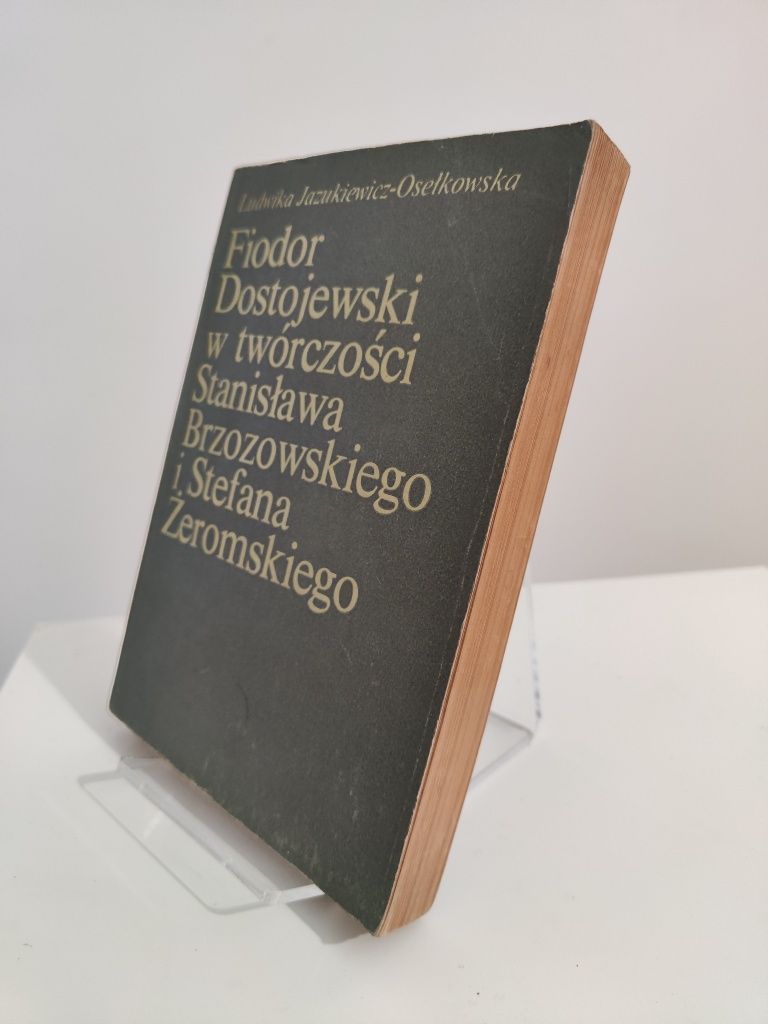 Ludwika Jazukiewicz-Osełkowska
Fiodor
Dostojewski
w twórczości
Stanisława
Brzozowskiego
i Stefana
Żeromskiego